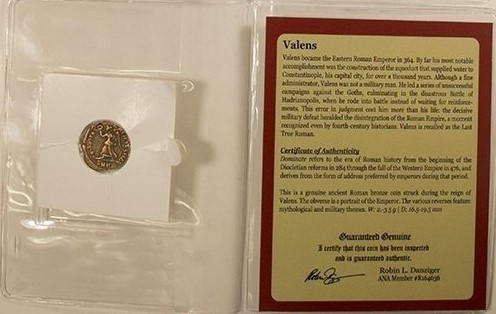 Valens
Valens became the Eastern Roman Emperor in 364. By far his most notable
accomplishment was the construction of the aqueduct that supplied water to
Constantinople, his capital city, for over a thousand years. Although a fine
administrator, Valens was not a military man. He led a series of unsuccessful
campaigns against the Goths, culminating in the disastrous Battle of
Hadrianopolis, when he rode into battle instead of waiting for reinforce-
ments. This error in judgment cost him more than his life: the decisive
military defeat heralded the disintegration of the Roman Empire, a moment
recognized even by fourth-century historians. Valens is recalled as the Last
True Roman.
Certificate of Authenticity
Dominate refers to the era of Roman history from the beginning of the
Diocletian reforms in 284 through the fall of the Western Empire in 476, and
derives from the form of address preferred by emperors during that period.
This is a genuine ancient Roman bronze coin struck during the reign of
Valens. The obverse is a portrait of the Emperor. The various reverses feature
mythological and military themes. W: 2.-3.5 g | D: 16.5-19.5 mm
Guaranteed Genuine
I certify that this coin has been inspected
and is guaranteed authentic.
Robin L. Danziger
ANA Member #R164636